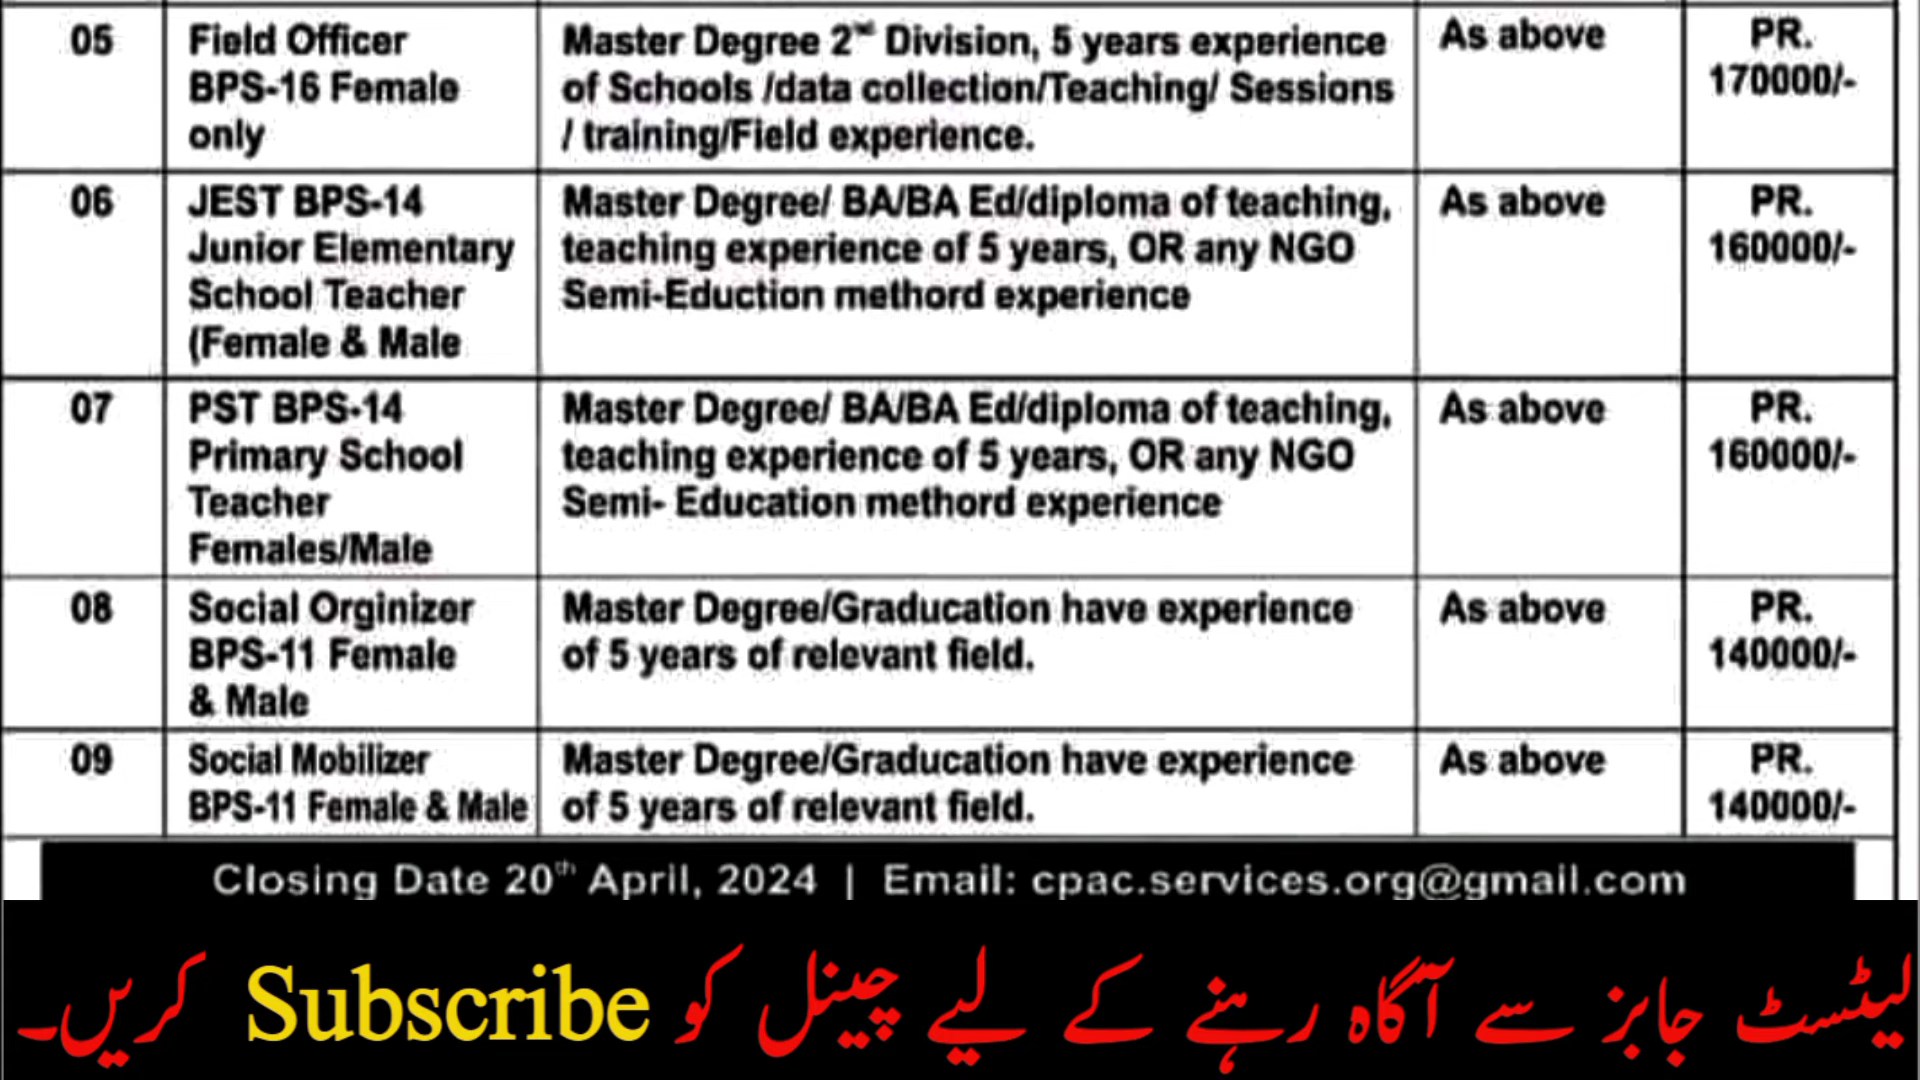 05
Field Officer
BPS-16 Female
only
Master Degree 2nd Division, 5 years experience
of Schools /data collection/Teaching/ Sessions
/ training/Field experience.
As above
PR.
170000/-
06
JEST BPS-14
Junior Elementary
School Teacher
(Female & Male
Master Degree/ BA/BA Ed/diploma of teaching,
teaching experience of 5 years, OR any NGO
Semi-Eduction methord experience
As above
PR.
160000/-
07
PST BPS-14
Primary School
Teacher
Females/Male
Master Degree/ BA/BA Ed/diploma of teaching,
teaching experience of 5 years, OR any NGO
Semi- Education methord experience
As above
PR.
160000/-
08
Social Orginizer
BPS-11 Female
& Male
Master Degree/Graducation have experience
of 5 years of relevant field.
As above
PR.
140000/-
09
Social Mobilizer
BPS-11 Female & Male
Master Degree/Graducation have experience
of 5 years of relevant field.
As above
PR.
140000/-
Closing Date 20th April, 2024 | Email: cpac.services.org@gmail.com
لیٹسٹ جابز سے آگاہ رہنے کے لیے چینل کو Subscribe کریں۔